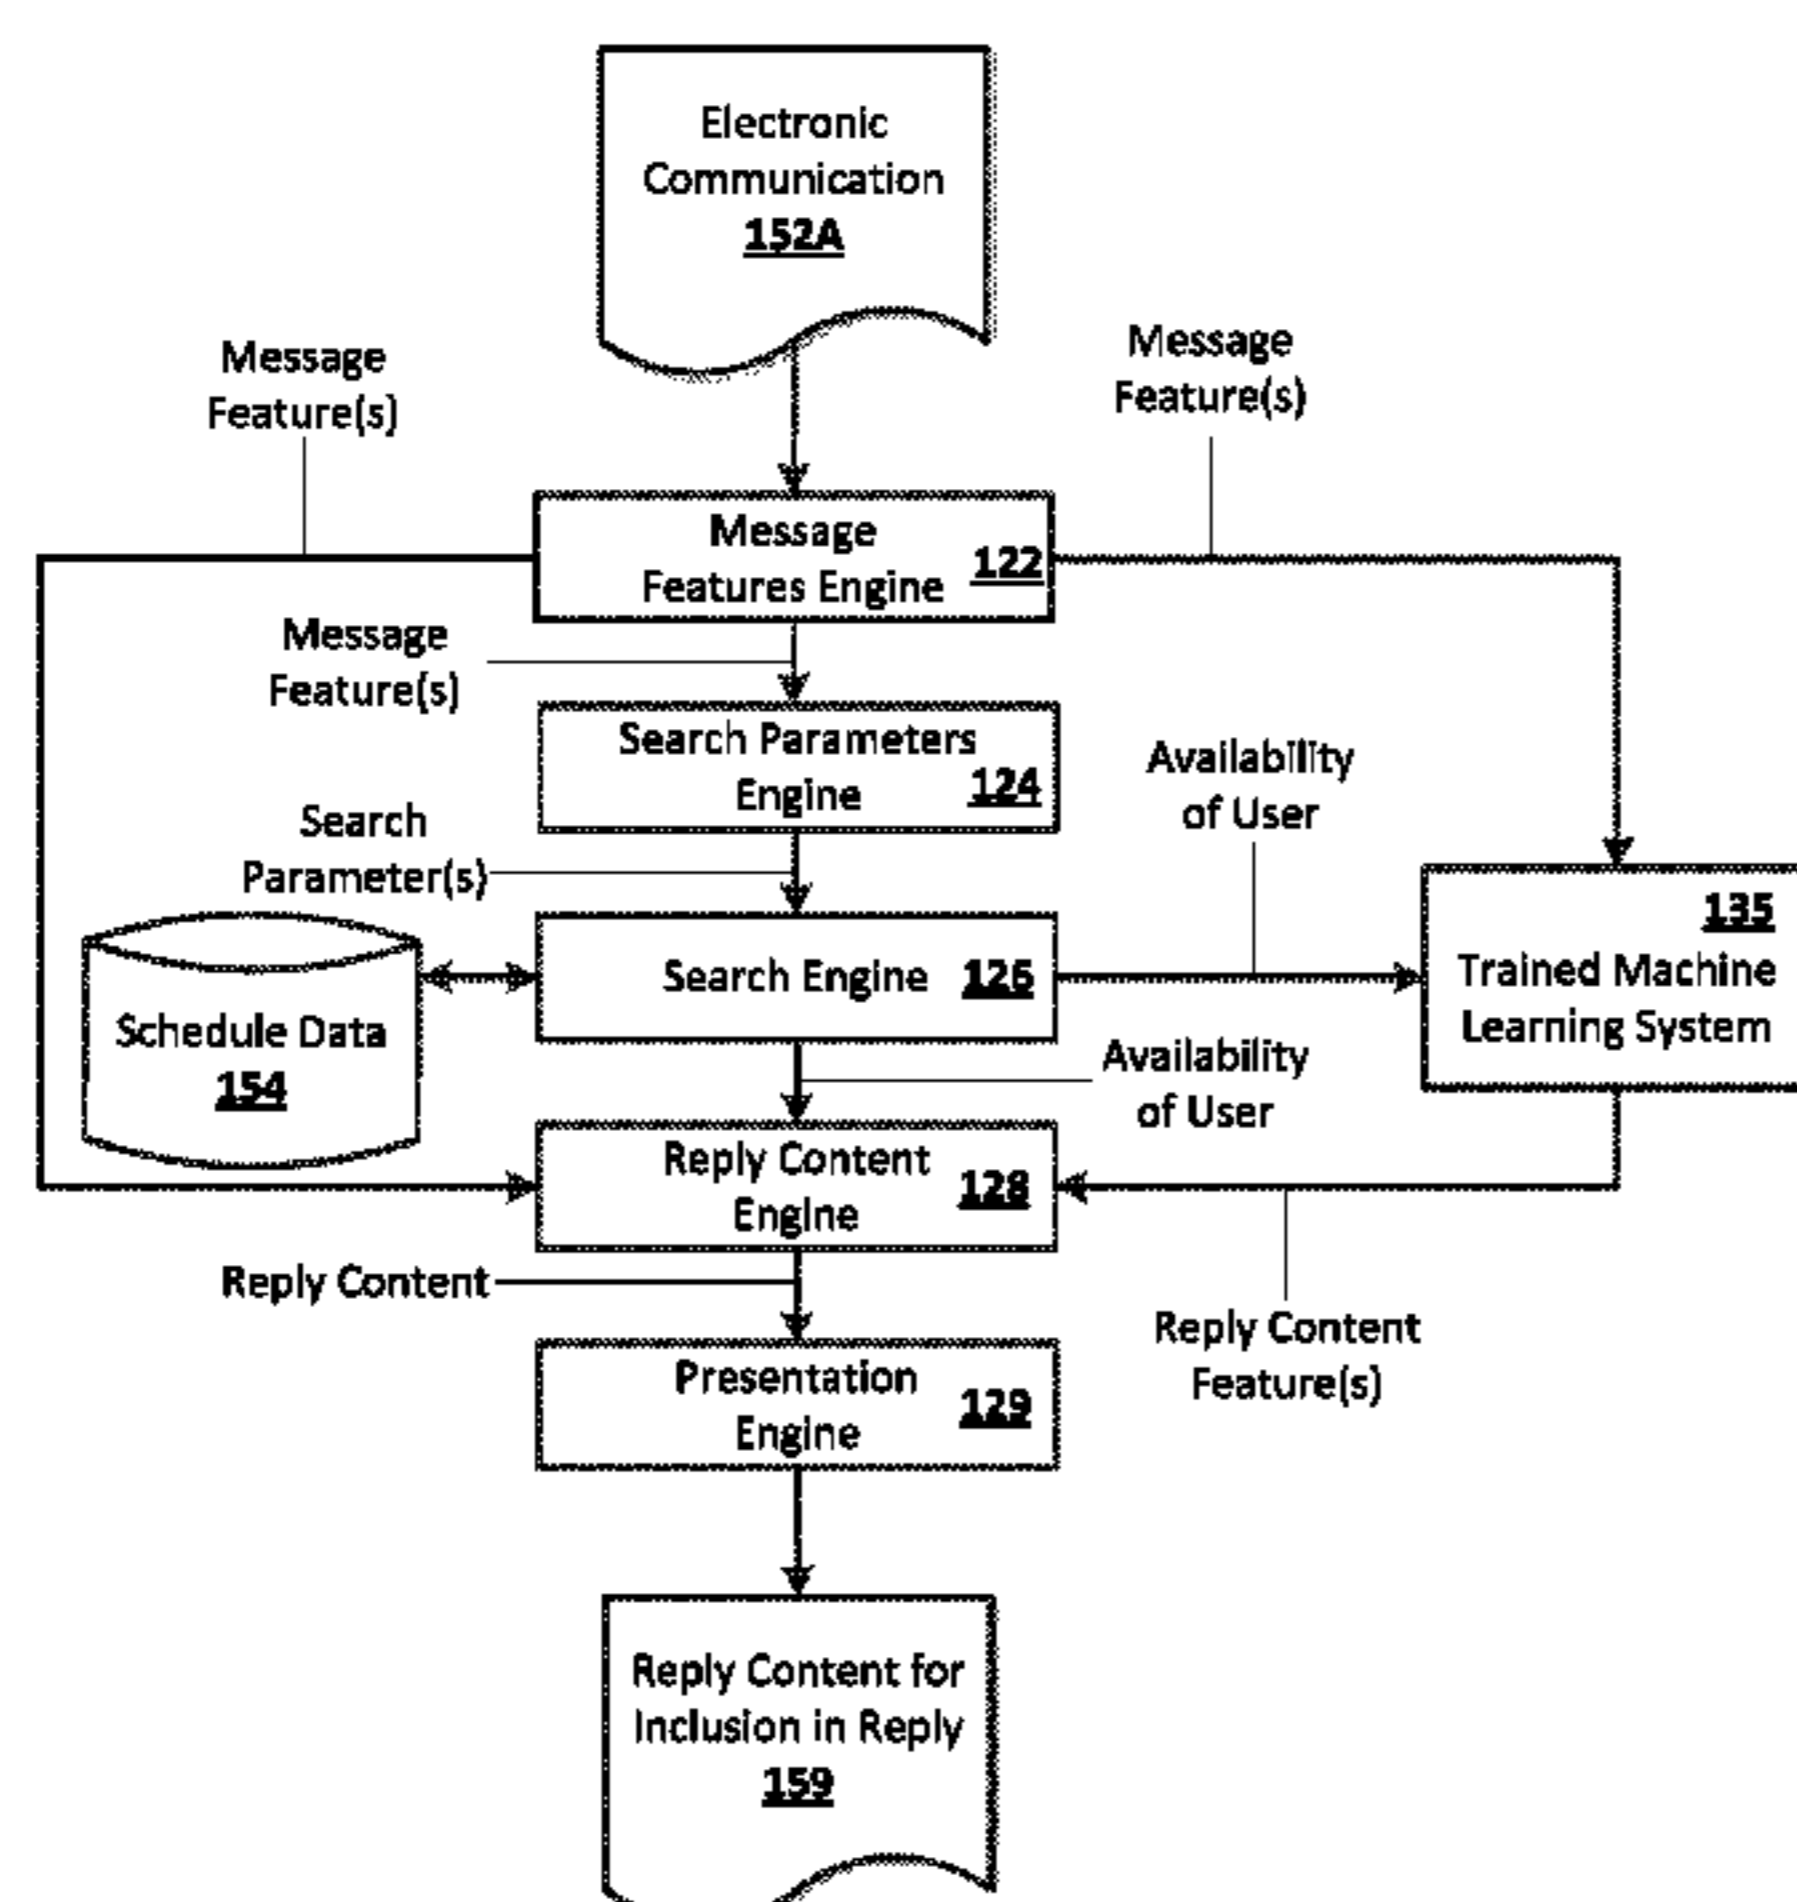 Electronic
Communication
152A
Message
Feature(s)
Message
Feature(s)
Message
Features Engine
122
Message
Feature(s)
Search Parameters
Engine
124
Availability
of User
Search
Parameter(s)
135
Trained Machine
Learning System
Search Engine 126
Schedule Data
154
Availability
of User
Reply Content
Engine
128
Reply Content
Reply Content
Feature(s)
Presentation
Engine
129
Reply Content for
Inclusion in Reply
159